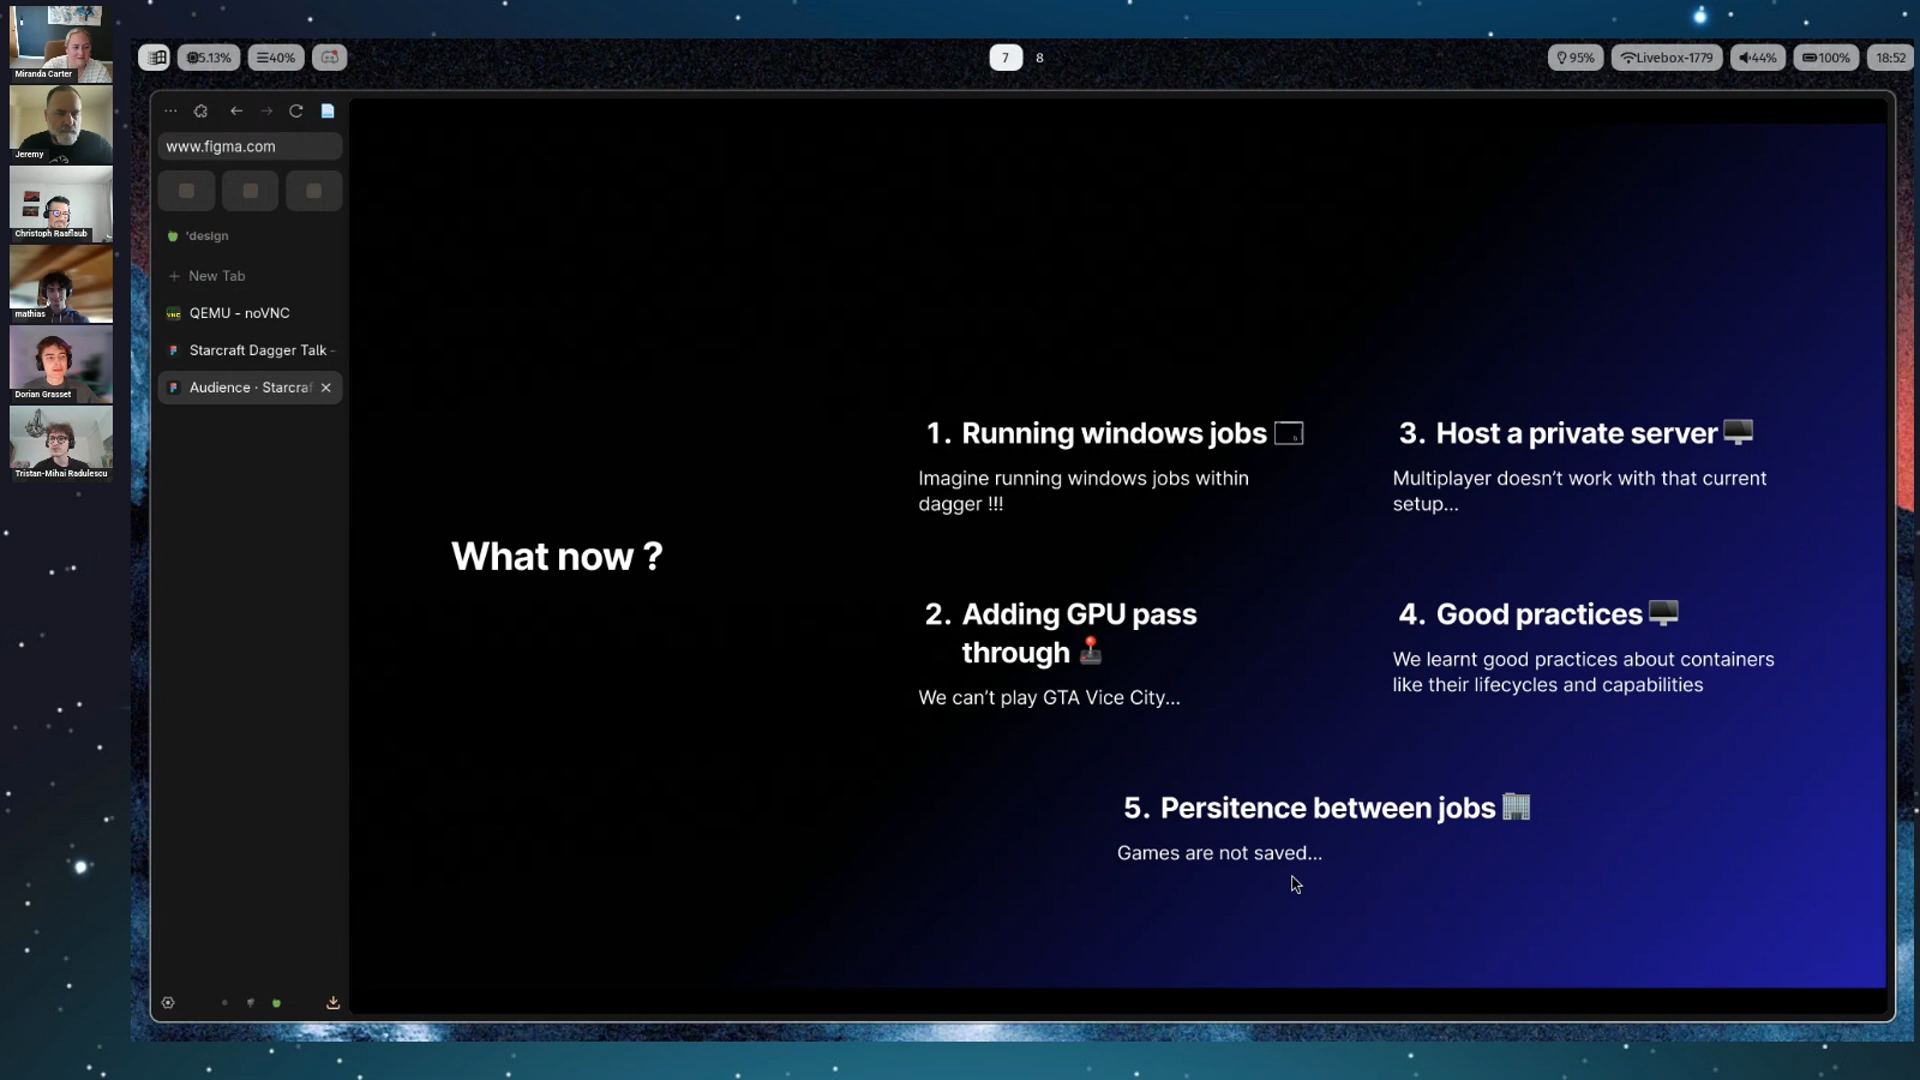 Miranda Carter
Jeremy
Christoph Raaflaub
mathias
Dorian Grasset
Tristan-Mihai Radulescu
5.13%
40%
7
8
95%
Livebox-1779
44%
100%
18:52
www.figma.com
'design
New Tab
VNC QEMU - noVNC
Starcraft Dagger Talk -
Audience · Starcraf
What now ?
1. Running windows jobs
Imagine running windows jobs within
dagger !!!
2. Adding GPU pass
through
We can't play GTA Vice City...
3. Host a private server
Multiplayer doesn't work with that current
setup...
4. Good practices
We learnt good practices about containers
like their lifecycles and capabilities
5. Persitence between jobs
Games are not saved...